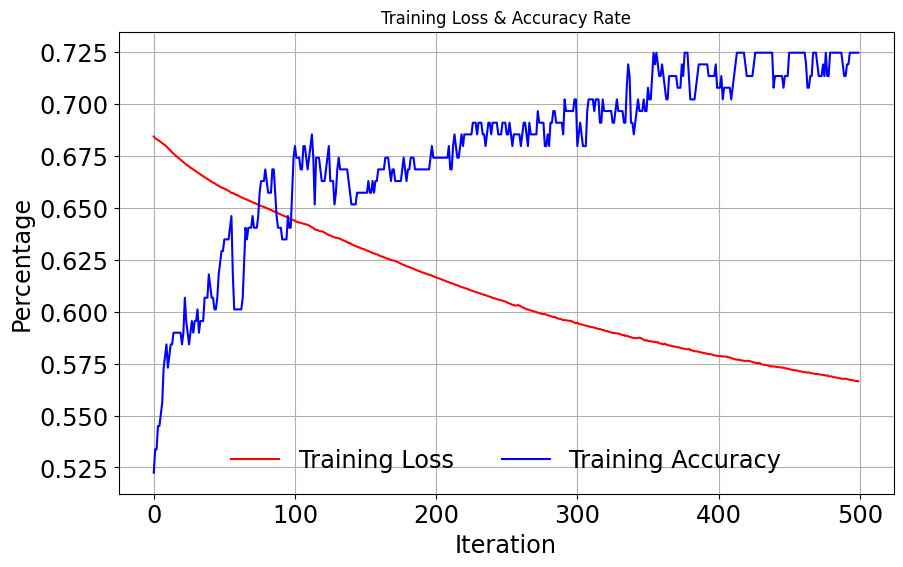 Training Loss & Accuracy Rate
Percentage
0.725
0.700
0.675
0.650
0.625
0.600
0.575
0.550
0.525
Training Loss
Training Accuracy
0 100 200 300 400 500
Iteration